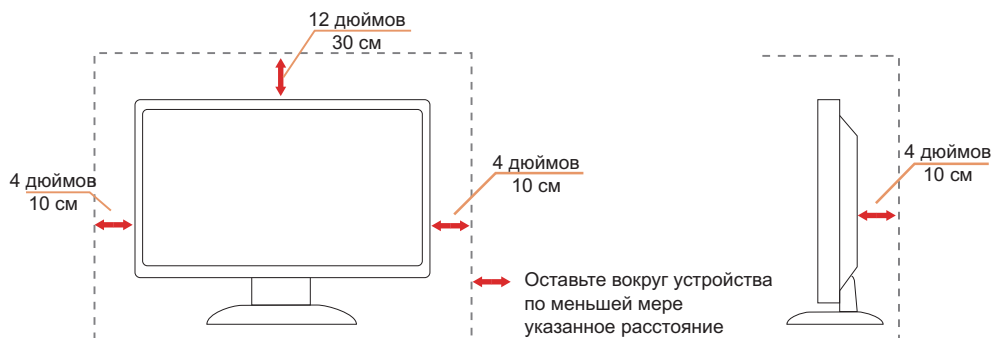 12 дюймов
30 см
4 дюймов
10 см
4 дюймов
10 см
4 дюймов
10 см
Оставьте вокруг устройства
по меньшей мере
указанное расстояние